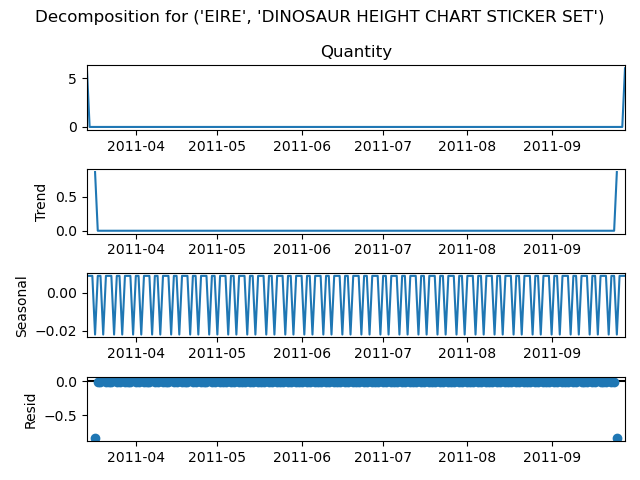 Decomposition for ('EIRE', 'DINOSAUR HEIGHT CHART STICKER SET')
Quantity
5
0
2011-04 2011-05 2011-06 2011-07 2011-08 2011-09
Trend
0.5
0.0
2011-04 2011-05 2011-06 2011-07 2011-08 2011-09
Seasonal
0.00
−0.02
2011-04 2011-05 2011-06 2011-07 2011-08 2011-09
Resid
0.0
−0.5
2011-04 2011-05 2011-06 2011-07 2011-08 2011-09